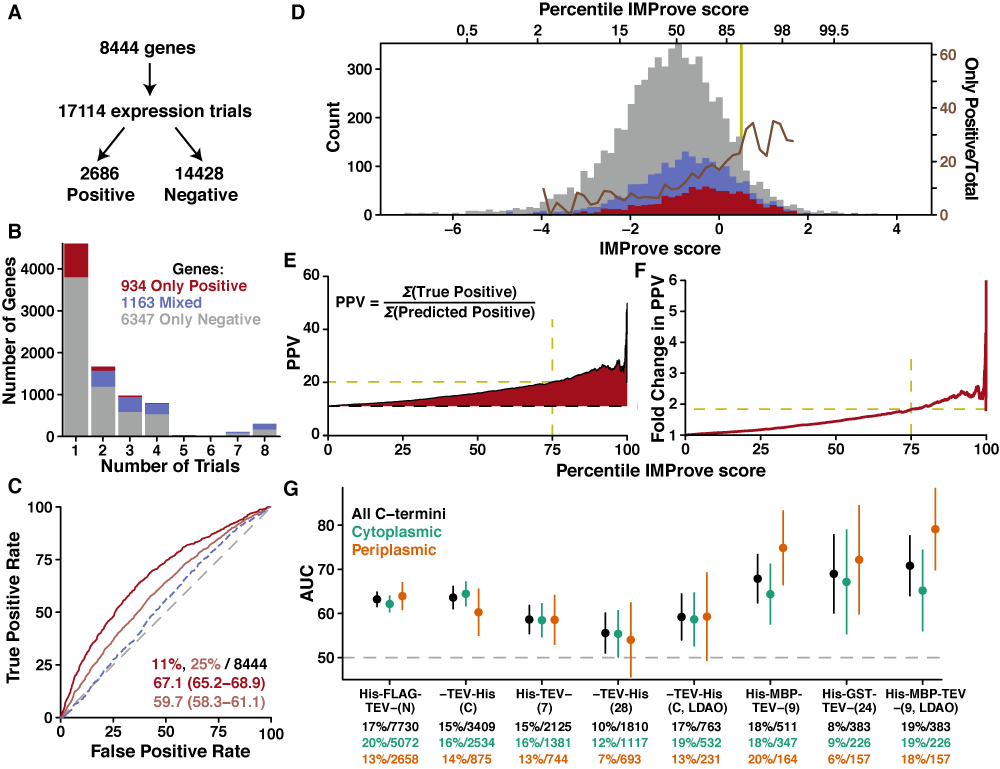 A
8444 genes
17114 expression trials
2686
Positive
14428
Negative
B
Number of Genes
4000
3000
2000
1000
0
Genes:
934 Only Positive
1163 Mixed
6347 Only Negative
1 2 3 4 5 6 7 8
Number of Trials
C
True Positive Rate
100
75
50
25
0
11%, 25% / 8444
67.1 (65.2–68.9)
59.7 (58.3–61.1)
0 25 50 75 100
False Positive Rate
D
Percentile IMProve score
0.5 2 15 50 85 98 99.5
Count
300
200
100
0
60
40
20
0
Only Positive/Total
−6 −4 −2 0 2 4
IMProve score
E
PPV
60
40
20
0
PPV = Σ(True Positive)
Σ(Predicted Positive)
0 25 50 75 100
F
Fold Change in PPV
6
5
4
3
2
1
0 25 50 75 100
Percentile IMProve score
G
AUC
80
70
60
50
All C−termini
Cytoplasmic
Periplasmic
His-FLAG- −TEV-His His-TEV− −TEV-His −TEV-His His-MBP- His-GST- His-MBP-TEV
TEV−(N) (C) (7) (28) (C, LDAO) TEV−(9) TEV−(24) −(9, LDAO)
17%/7730 15%/3409 15%/2125 10%/1810 17%/763 18%/511 8%/383 19%/383
20%/5072 16%/2534 16%/1381 12%/1117 19%/532 18%/347 9%/226 19%/226
13%/2658 14%/875 13%/744 7%/693 13%/231 20%/164 6%/157 18%/157